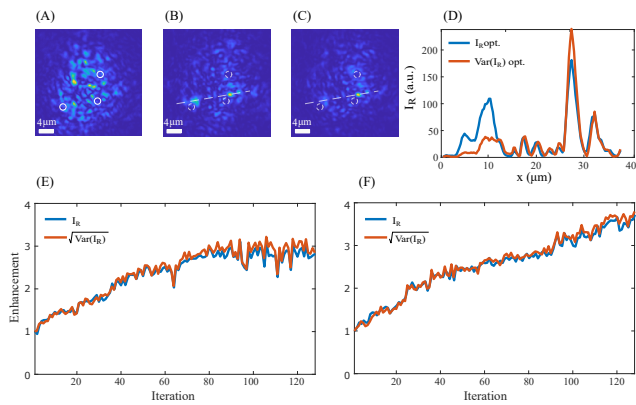 (A)
(B)
(C)
(D)
4μm
4μm
4μm
I_R opt.
Var(I_R) opt.
I_R (a.u.)
200
150
100
50
0
0
10
20
30
40
x (μm)
(E)
(F)
4
3
2
1
0
I_R
√Var(I_R)
Enhancement
20
40
60
80
100
120
Iteration
4
3
2
1
0
I_R
√Var(I_R)
20
40
60
80
100
120
Iteration